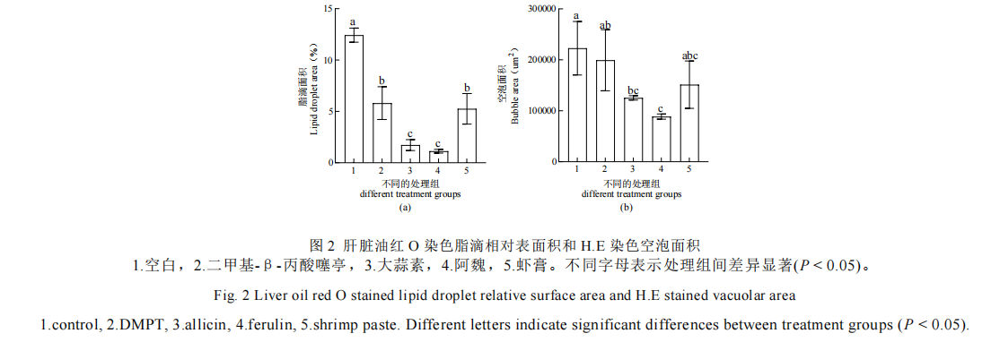 15
10
5
0
a
b
c
c
b
脂滴面积
Lipid droplet area（%）
1 2 3 4 5
不同的处理组
different treatment groups
(a)
300000
200000
100000
0
a
ab
bc
c
abc
空泡面积
Bubble area（um²）
1 2 3 4 5
不同的处理组
different treatment groups
(b)
图 2 肝脏油红 O 染色脂滴相对表面积和 H.E 染色空泡面积
1.空白，2.二甲基-β-丙酸噻亭，3.大蒜素，4.阿魏，5.虾膏。不同字母表示处理组间差异显著(P < 0.05)。
Fig. 2 Liver oil red O stained lipid droplet relative surface area and H.E stained vacuolar area
1.control, 2.DMPT, 3.allicin, 4.ferulin, 5.shrimp paste. Different letters indicate significant differences between treatment groups (P < 0.05).